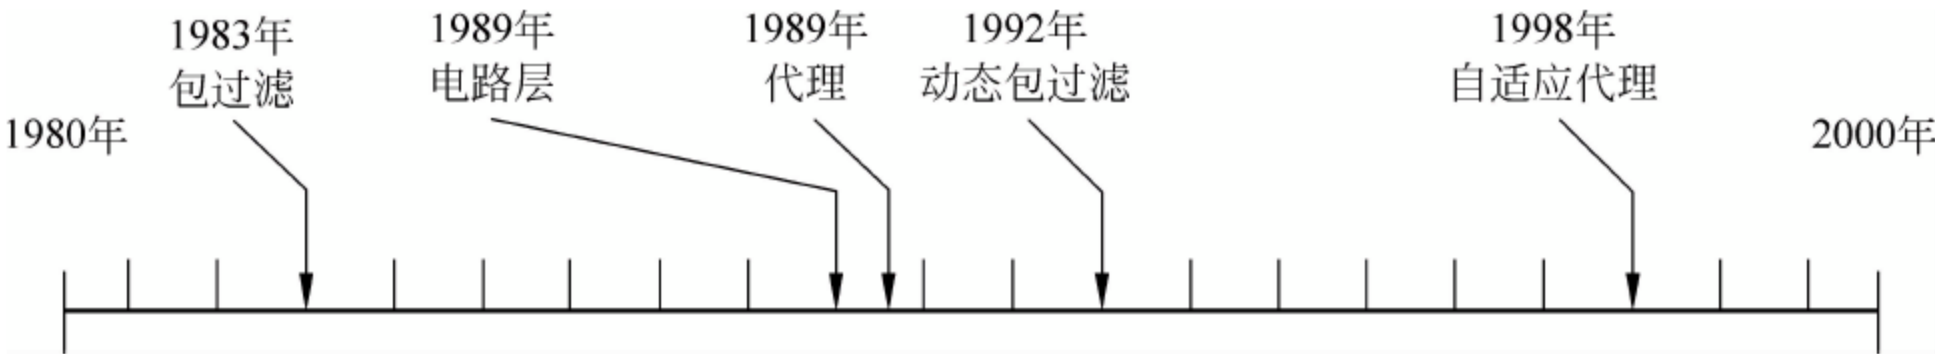 1980年
1983年
包过滤
1989年
电路层
1989年
代理
1992年
动态包过滤
1998年
自适应代理
2000年